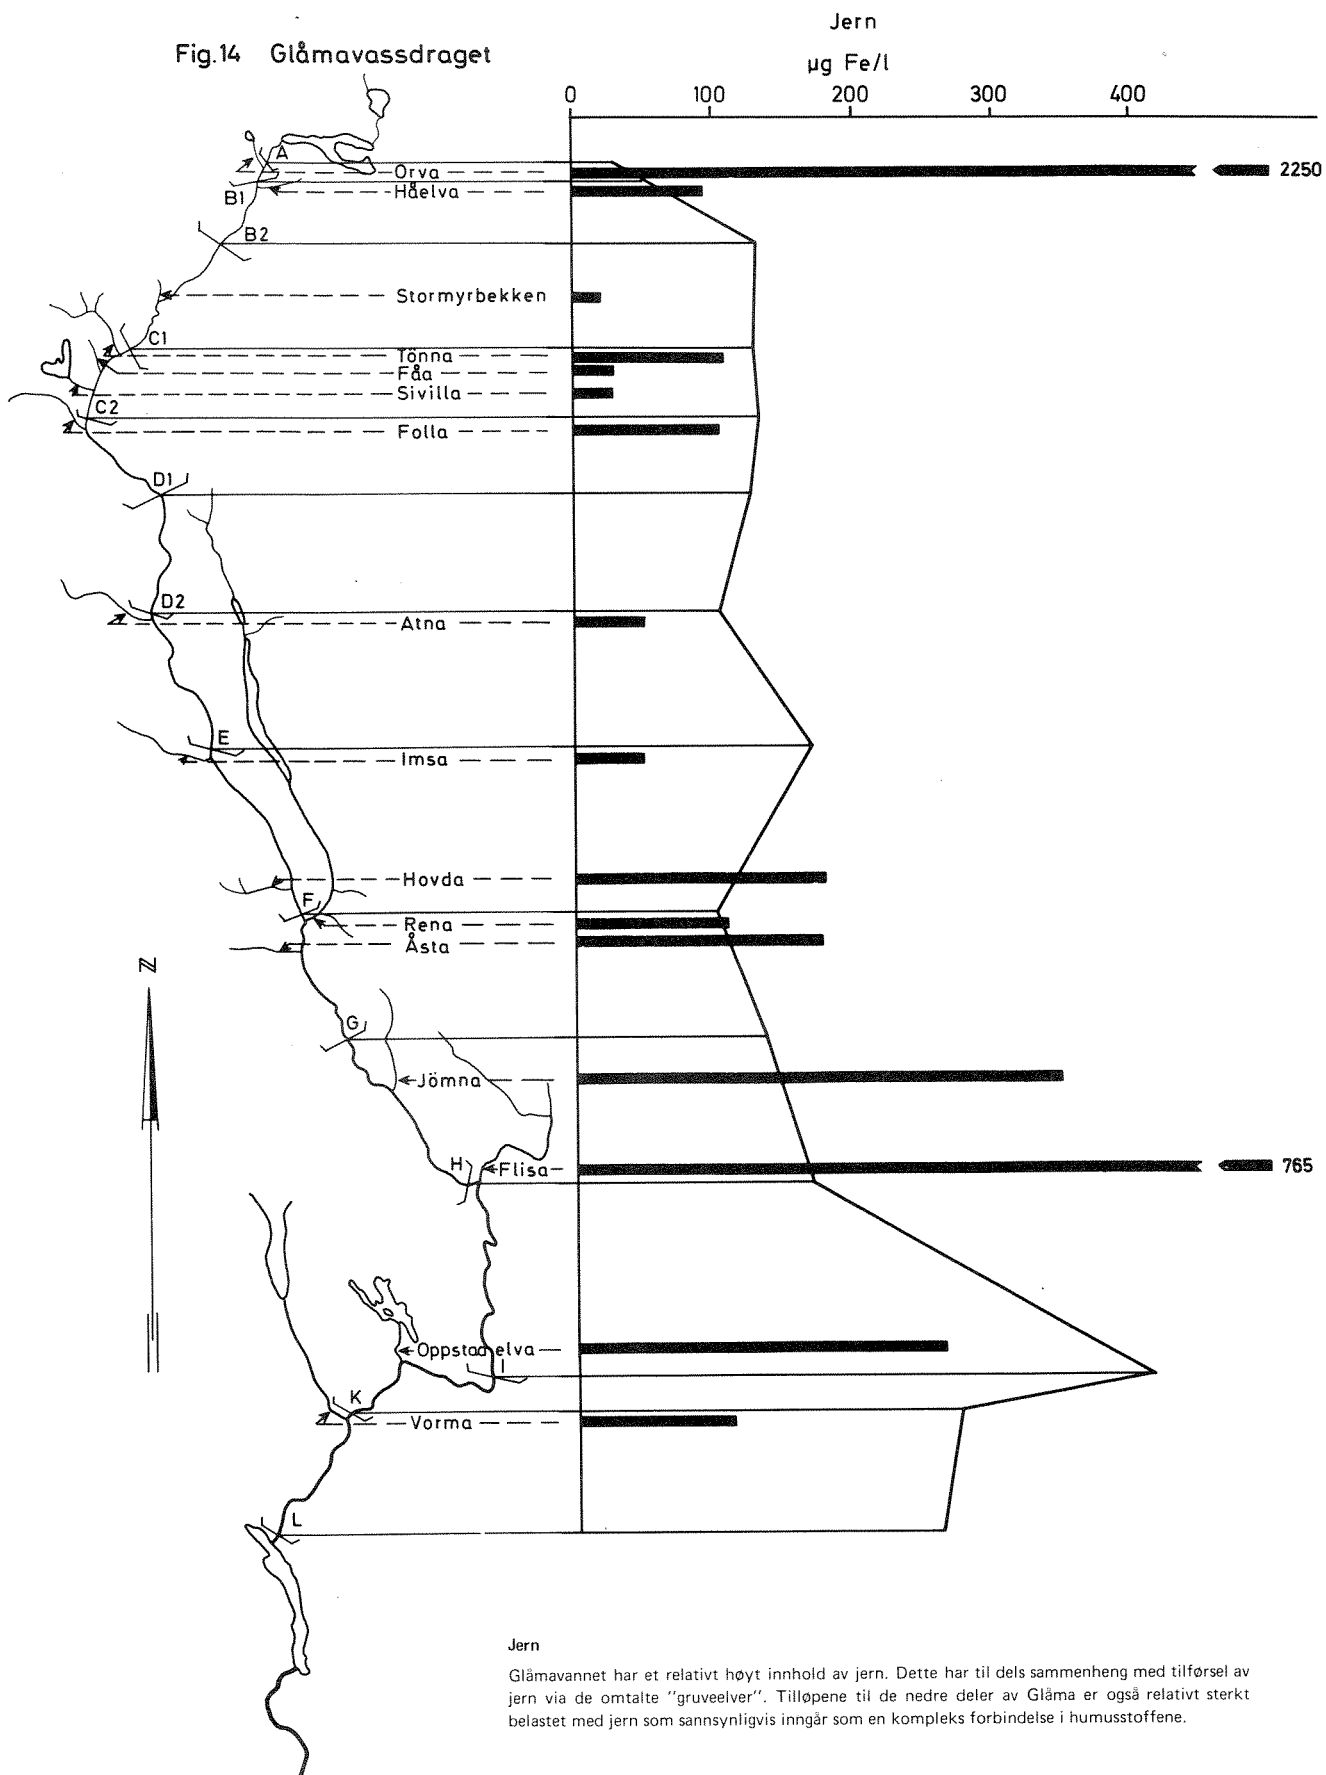 Jern
Fig.14 Glåmavassdraget
µg Fe/l
0 100 200 300 400
A
Orva 2250
B1 Håelva
B2
Stormyrbekken
C1
Tönna
Fåa
Sivilla
C2
Folla
D1
D2
Atna
E
Imsa
Hovda
F
Rena
Åsta
N
G
Jömna
H Flisa 765
Oppstadelva
I
K
Vorma
L
Jern
Glåmavannet har et relativt høyt innhold av jern. Dette har til dels sammenheng med tilførsel av
jern via de omtalte "gruveelver". Tilløpene til de nedre deler av Glåma er også relativt sterkt
belastet med jern som sannsynligvis inngår som en kompleks forbindelse i humusstoffene.